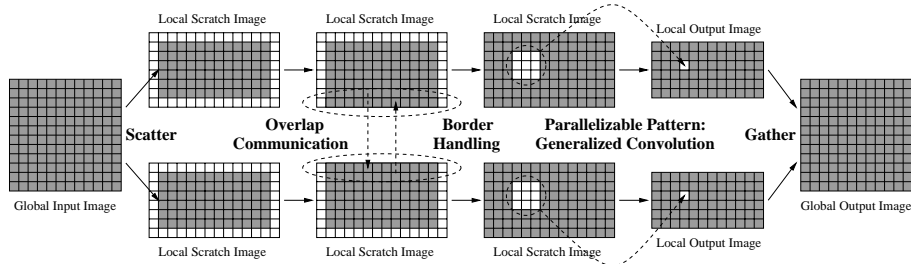 Local Scratch Image
Local Scratch Image
Local Scratch Image
Local Output Image
Scatter
Overlap
Communication
Border
Handling
Parallelizable Pattern:
Generalized Convolution
Gather
Global Input Image
Global Output Image
Local Scratch Image
Local Scratch Image
Local Scratch Image
Local Output Image